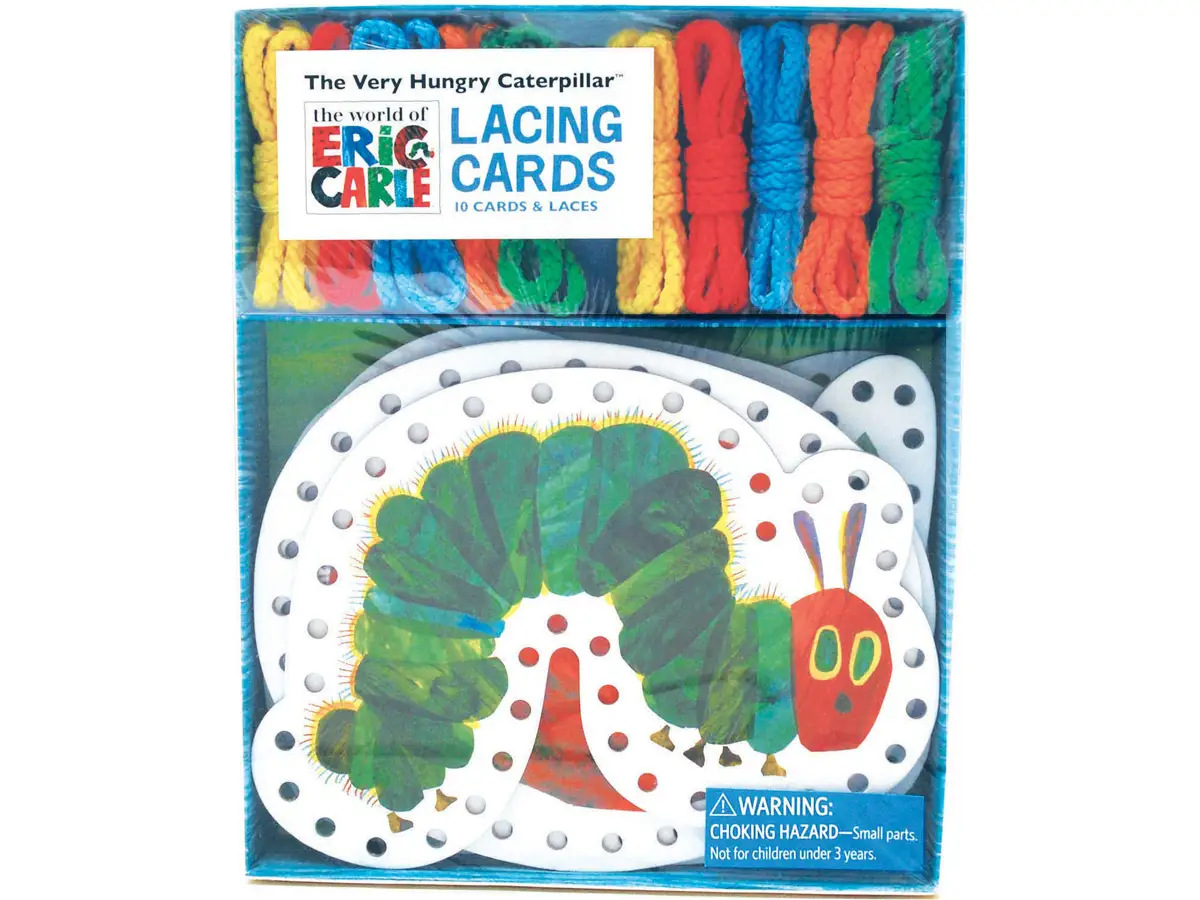 The Very Hungry Caterpillar™
the world of
ERIC
CARLE
LACING
CARDS
10 CARDS & LACES
⚠WARNING:
CHOKING HAZARD—Small parts.
Not for children under 3 years.